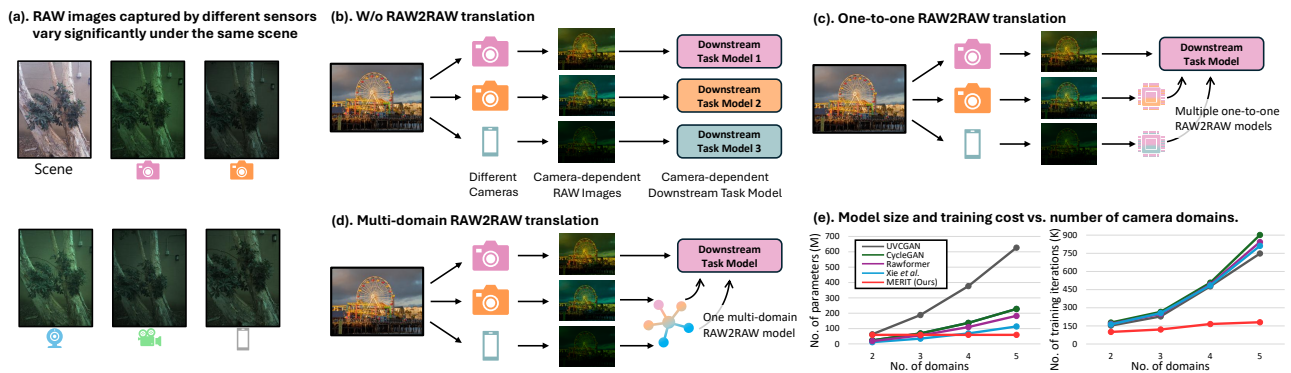 (a). RAW images captured by different sensors
vary significantly under the same scene
Scene
(b). W/o RAW2RAW translation
Downstream
Task Model 1
Downstream
Task Model 2
Downstream
Task Model 3
Different
Cameras
Camera-dependent
RAW Images
Camera-dependent
Downstream Task Model
(c). One-to-one RAW2RAW translation
Downstream
Task Model
Multiple one-to-one
RAW2RAW models
(d). Multi-domain RAW2RAW translation
Downstream
Task Model
One multi-domain
RAW2RAW model
(e). Model size and training cost vs. number of camera domains.
No. of parameters (M)
700
600
500
400
300
200
100
0
UVCGAN
CycleGAN
Rawformer
Xie et al.
MERIT (Ours)
2 3 4 5
No. of domains
No. of training iterations (K)
900
750
600
450
300
150
0
2 3 4 5
No. of domains